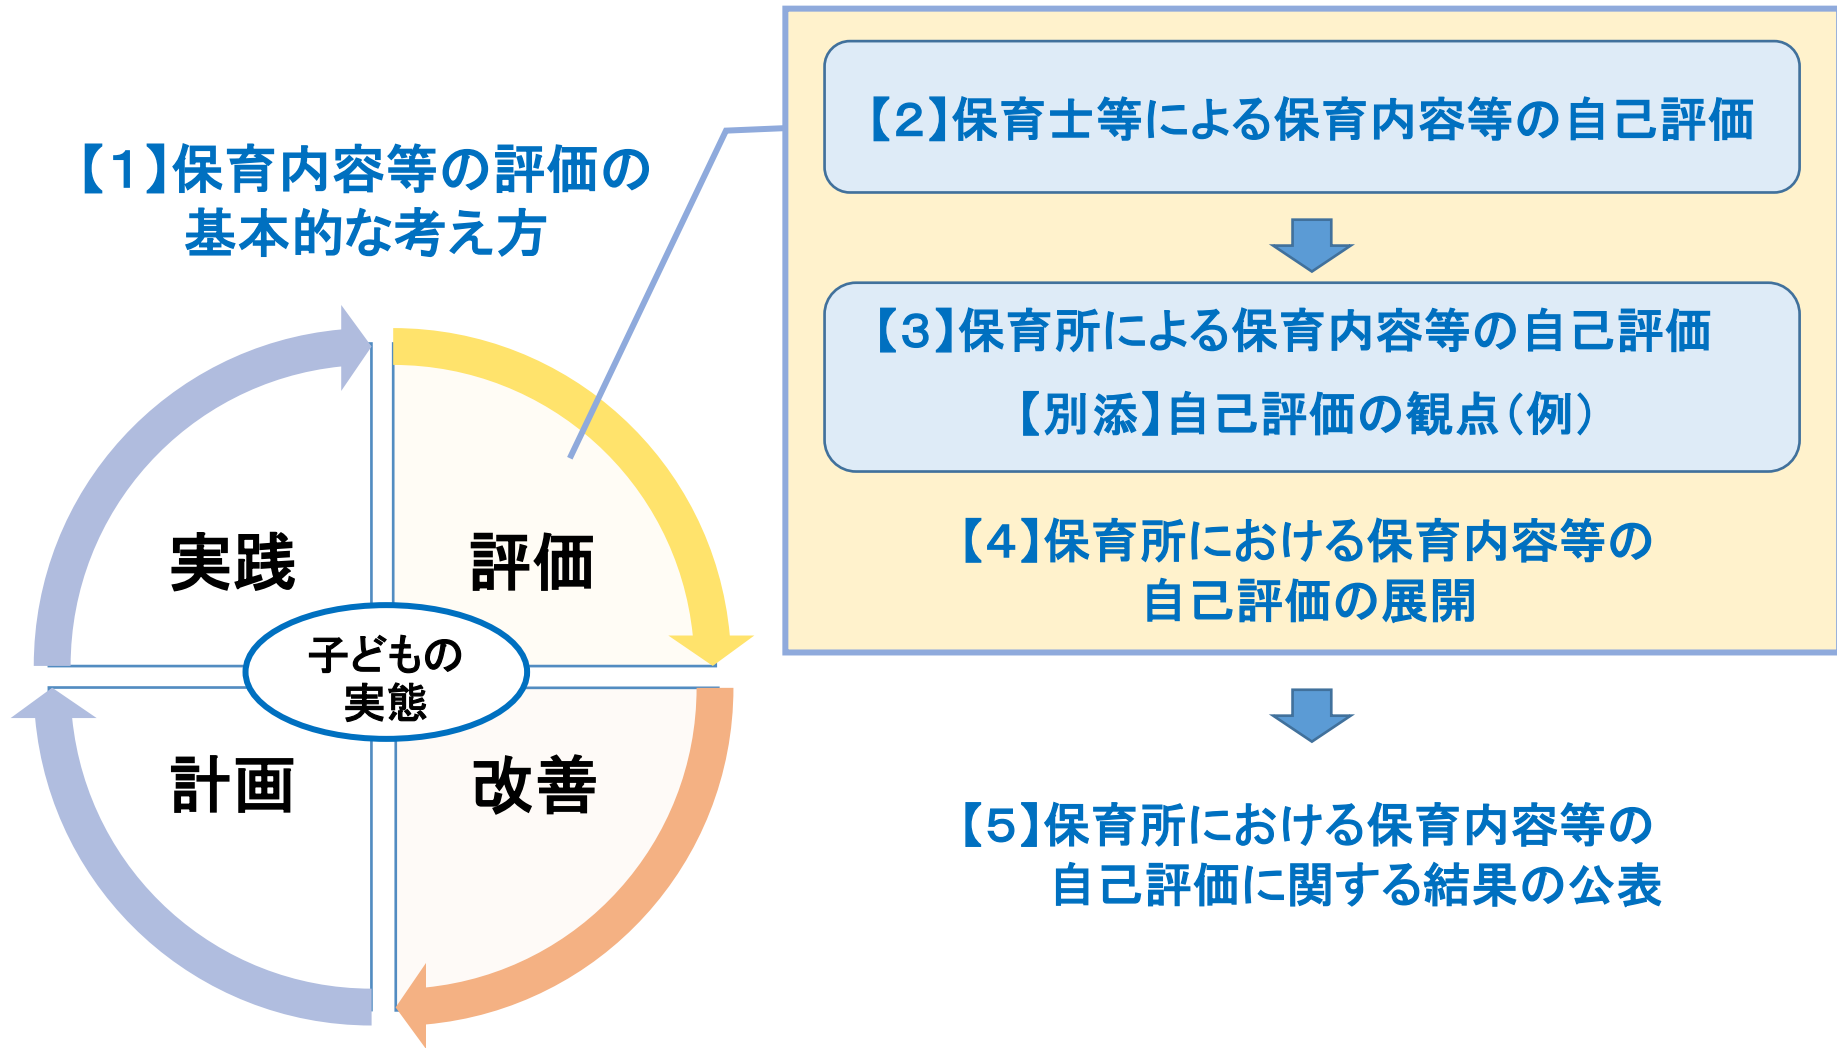 【1】保育内容等の評価の
基本的な考え方
実践
評価
子どもの
実態
計画
改善
【2】保育士等による保育内容等の自己評価
【3】保育所による保育内容等の自己評価
【別添】自己評価の観点(例)
【4】保育所における保育内容等の
自己評価の展開
【5】保育所における保育内容等の
自己評価に関する結果の公表